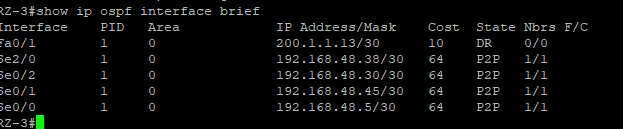 RZ-3#show ip ospf interface brief
Interface    PID   Area            IP Address/Mask    Cost  State Nbrs F/C
Fa0/1        1     0               200.1.1.13/30      10    DR    0/0
Se2/0        1     0               192.168.48.38/30   64    P2P   1/1
Se0/2        1     0               192.168.48.30/30   64    P2P   1/1
Se0/1        1     0               192.168.48.45/30   64    P2P   1/1
Se0/0        1     0               192.168.48.5/30    64    P2P   1/1
RZ-3#